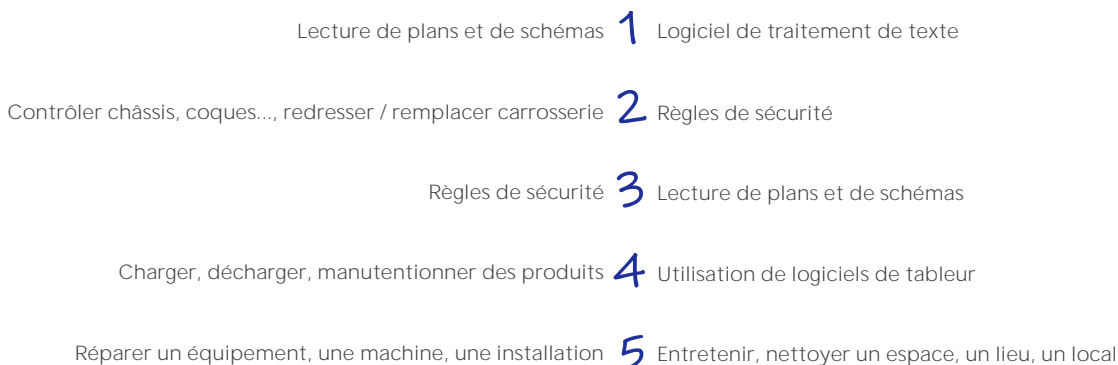 Lecture de plans et de schémas 1 Logiciel de traitement de texte
Contrôler châssis, coques..., redresser / remplacer carrosserie 2 Règles de sécurité
Règles de sécurité 3 Lecture de plans et de schémas
Charger, décharger, manutentionner des produits 4 Utilisation de logiciels de tableur
Réparer un équipement, une machine, une installation 5 Entretenir, nettoyer un espace, un lieu, un local